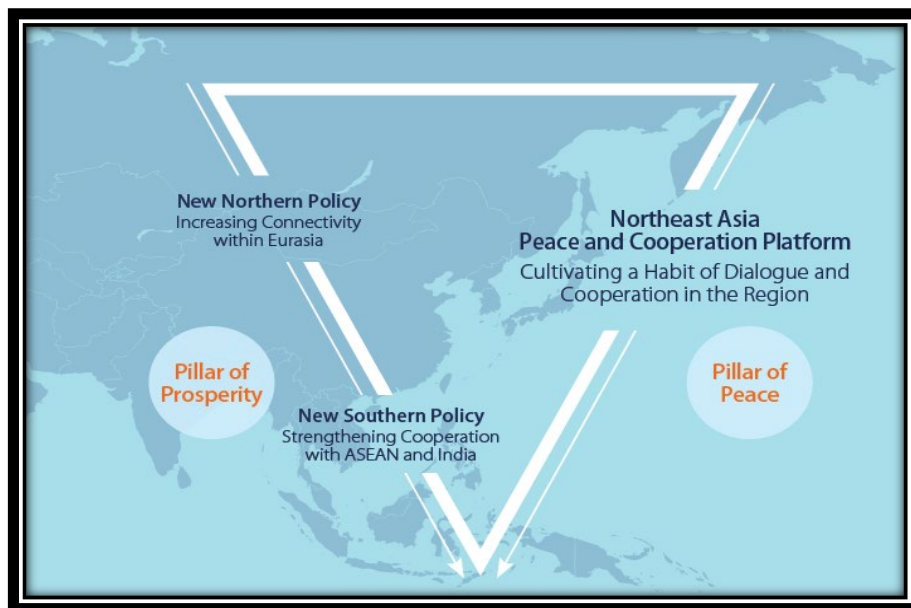 New Northern Policy
Increasing Connectivity
within Eurasia
Northeast Asia
Peace and Cooperation Platform
Cultivating a Habit of Dialogue and
Cooperation in the Region
Pillar of
Prosperity
Pillar of
Peace
New Southern Policy
Strengthening Cooperation
with ASEAN and India